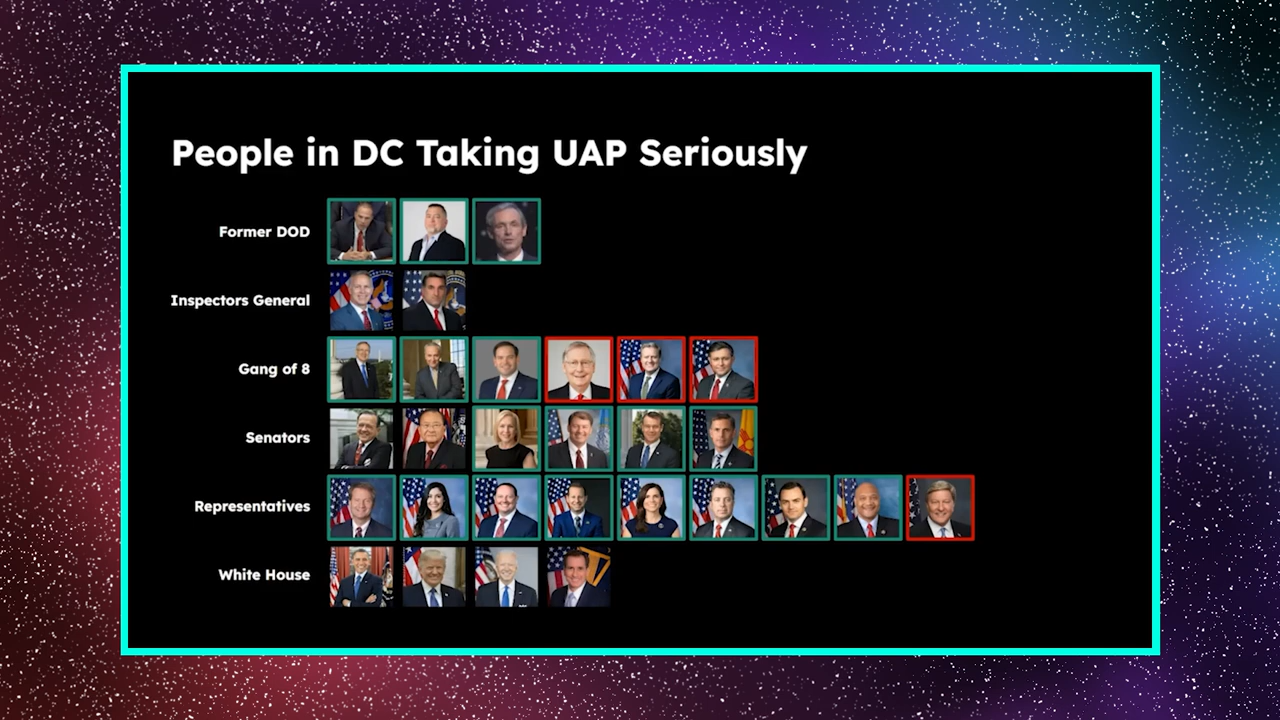 People in DC Taking UAP Seriously
Former DOD
Inspectors General
Gang of 8
Senators
Representatives
White House